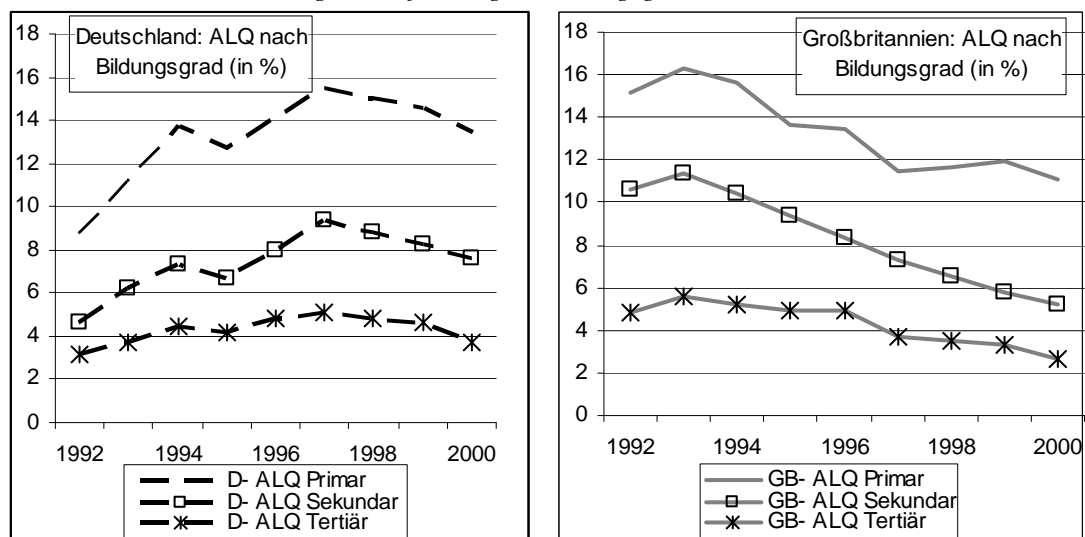 Deutschland: ALQ nach
Bildungsgrad (in %)
18
16
14
12
10
8
6
4
2
0
1992 1994 1996 1998 2000
D- ALQ Primar
D- ALQ Sekundar
D- ALQ Tertiär
Großbritannien: ALQ nach
Bildungsgrad (in %)
18
16
14
12
10
8
6
4
2
0
1992 1994 1996 1998 2000
GB- ALQ Primar
GB- ALQ Sekundar
GB- ALQ Tertiär